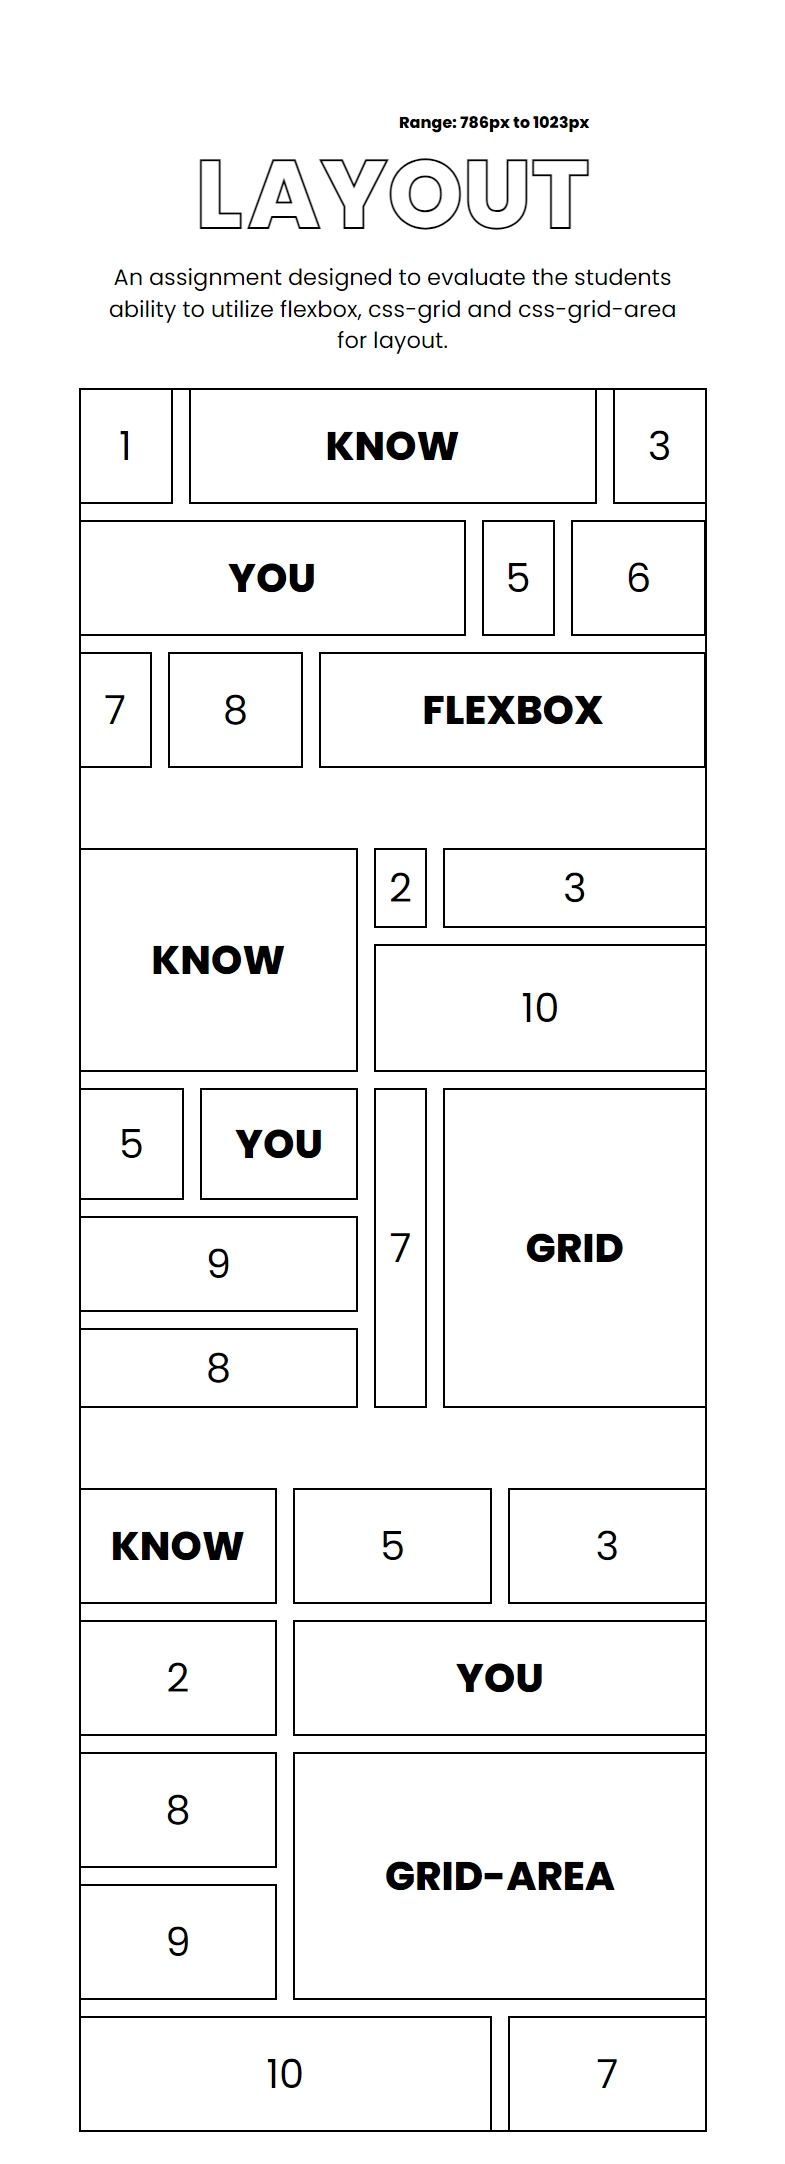 Range: 786px to 1023px
LAYOUT
An assignment designed to evaluate the students
ability to utilize flexbox, css-grid and css-grid-area
for layout.
1 KNOW 3
YOU 5 6
7 8 FLEXBOX
KNOW 2 3
10
5 YOU 7 GRID
9
8
KNOW 5 3
2 YOU
8 GRID-AREA
9
10 7